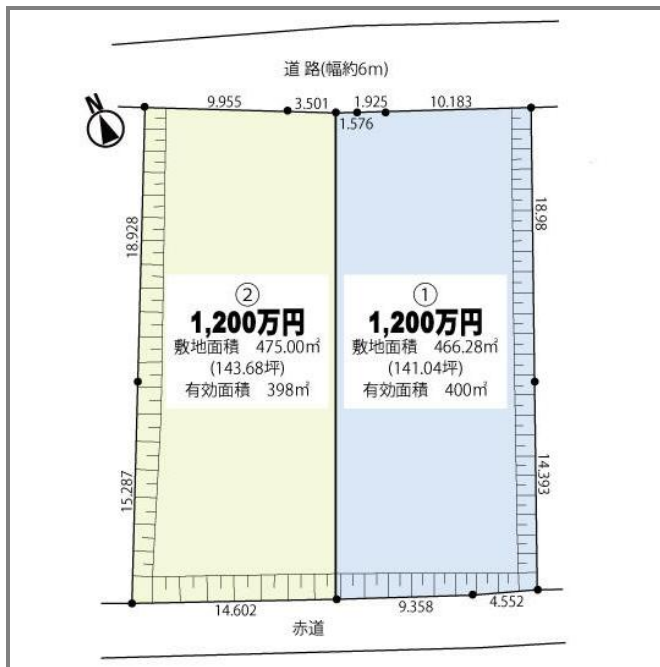 道 路(幅約6m)
N
9.955
3.501
1.925
10.183
1.576
18.928
18.98
②
1,200万円
敷地面積 475.00㎡
(143.68坪)
有効面積 398㎡
①
1,200万円
敷地面積 466.28㎡
(141.04坪)
有効面積 400㎡
15.287
14.393
14.602
9.358
4.552
赤道